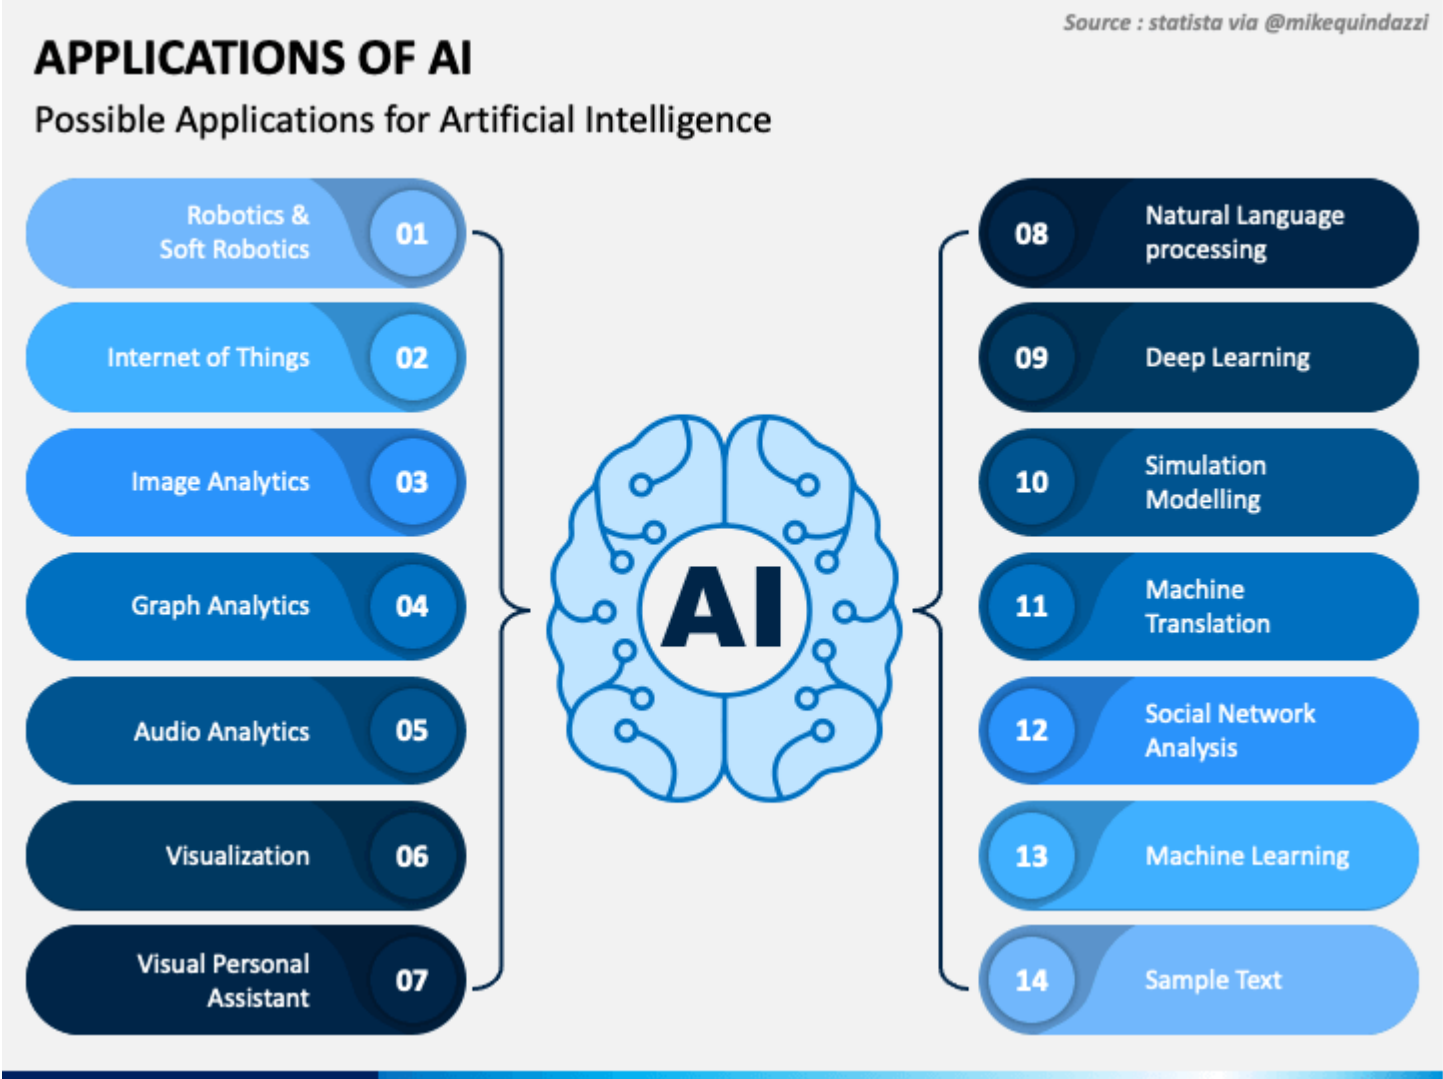 Source : statista via @mikequindazzi
APPLICATIONS OF AI
Possible Applications for Artificial Intelligence
Robotics &
Soft Robotics
01
Internet of Things
02
Image Analytics
03
Graph Analytics
04
Audio Analytics
05
Visualization
06
Visual Personal
Assistant
07
AI
08
Natural Language
processing
09
Deep Learning
10
Simulation
Modelling
11
Machine
Translation
12
Social Network
Analysis
13
Machine Learning
14
Sample Text